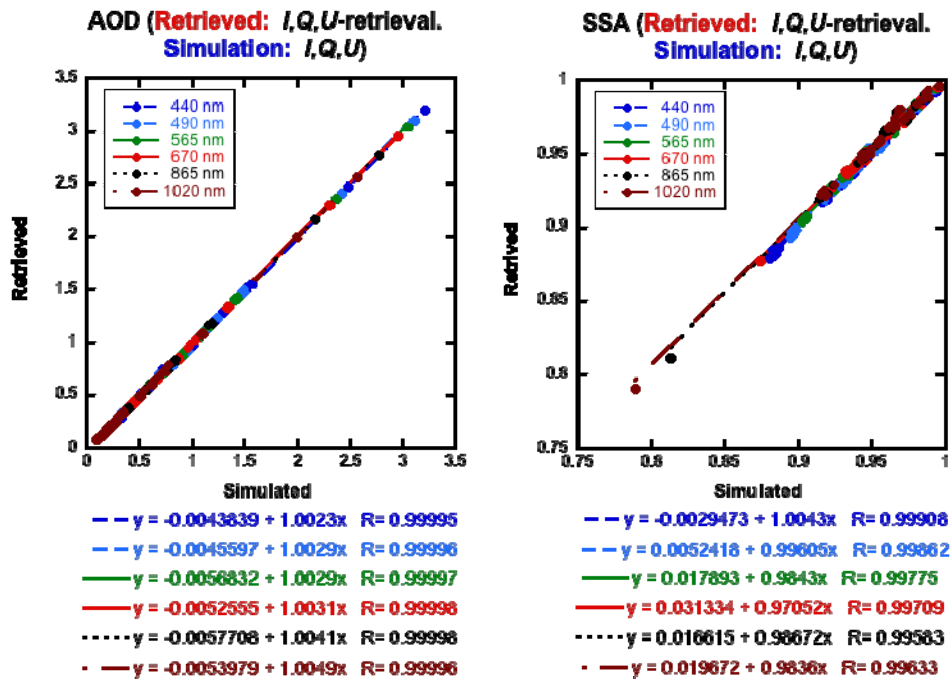 AOD (Retrieved: I,Q,U-retrieval.
Simulation: I,Q,U)
3.5
3
2.5
2
1.5
1
0.5
0
440 nm
490 nm
565 nm
670 nm
865 nm
1020 nm
Retrieved
0 0.5 1 1.5 2 2.5 3 3.5
Simulated
y = -0.0043839 + 1.0023x R= 0.99995
y = -0.0045597 + 1.0029x R= 0.99996
y = -0.0056832 + 1.0029x R= 0.99997
y = -0.0052555 + 1.0031x R= 0.99998
y = -0.0057708 + 1.0041x R= 0.99998
y = -0.0053979 + 1.0049x R= 0.99996
SSA (Retrieved: I,Q,U-retrieval.
Simulation: I,Q,U)
1
0.95
0.9
0.85
0.8
0.75
440 nm
490 nm
565 nm
670 nm
865 nm
1020 nm
Retrived
0.75 0.8 0.85 0.9 0.95 1
Simulated
y = -0.0029473 + 1.0043x R= 0.99908
y = 0.0052418 + 0.99605x R= 0.99862
y = 0.017893 + 0.9843x R= 0.99775
y = 0.031334 + 0.97052x R= 0.99709
y = 0.016615 + 0.98672x R= 0.99583
y = 0.019672 + 0.9836x R= 0.99633